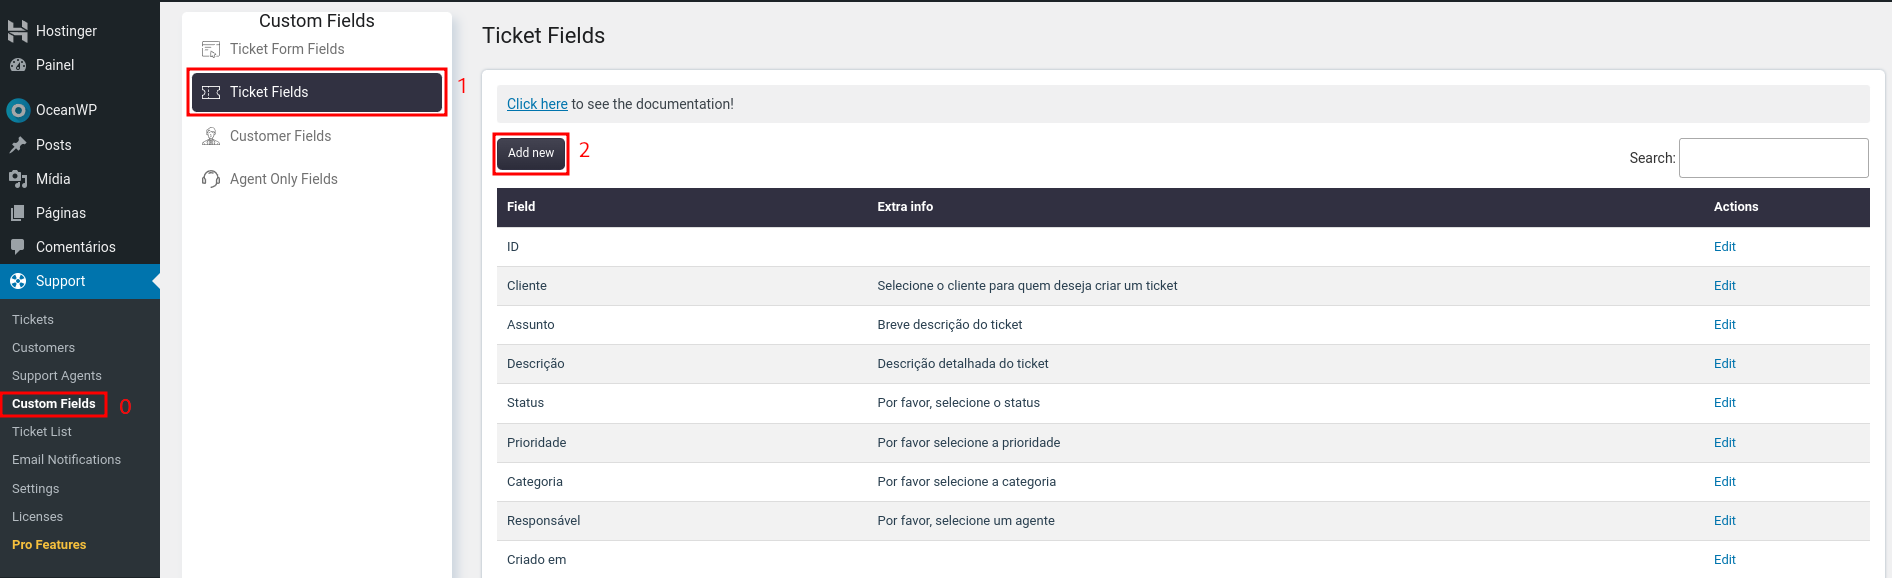 Hostinger
Painel
OceanWP
Posts
Mídia
Páginas
Comentários
Support
Tickets
Customers
Support Agents
Custom Fields 0
Ticket List
Email Notifications
Settings
Licenses
Pro Features
Custom Fields
Ticket Form Fields
Ticket Fields 1
Customer Fields
Agent Only Fields
Ticket Fields
Click here to see the documentation!
Add new 2
Search:
Field Extra info Actions
ID Edit
Cliente Selecione o cliente para quem deseja criar um ticket Edit
Assunto Breve descrição do ticket Edit
Descrição Descrição detalhada do ticket Edit
Status Por favor, selecione o status Edit
Prioridade Por favor selecione a prioridade Edit
Categoria Por favor selecione a categoria Edit
Responsável Por favor, selecione um agente Edit
Criado em Edit